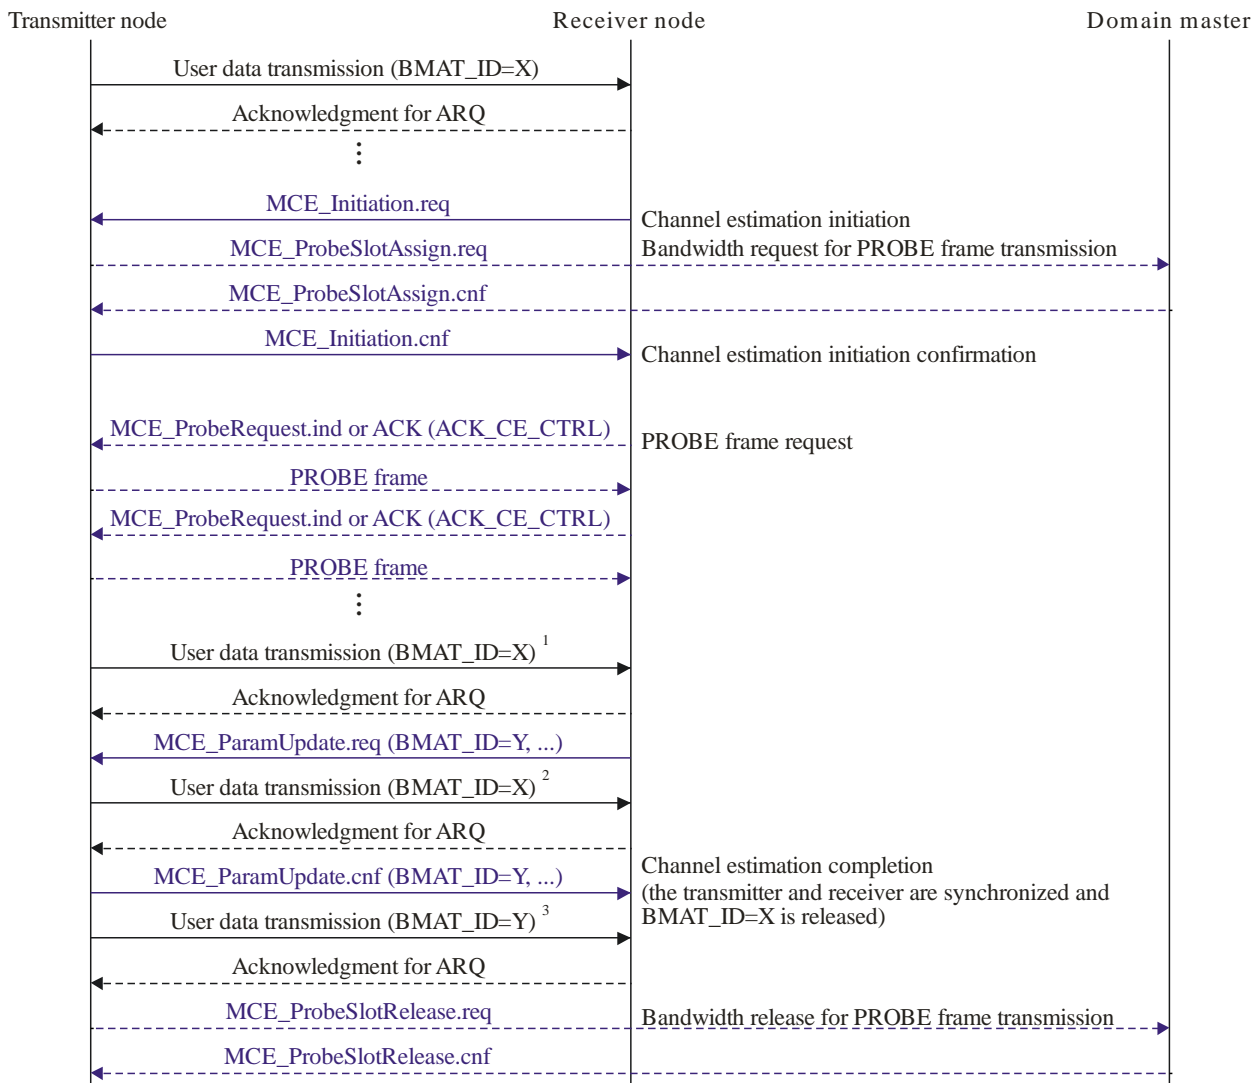 Transmitter node
Receiver node
Domain master
User data transmission (BMAT_ID=X)
Acknowledgment for ARQ
MCE_Initiation.req
Channel estimation initiation
MCE_ProbeSlotAssign.req
Bandwidth request for PROBE frame transmission
MCE_ProbeSlotAssign.cnf
MCE_Initiation.cnf
Channel estimation initiation confirmation
MCE_ProbeRequest.ind or ACK (ACK_CE_CTRL)
PROBE frame request
PROBE frame
MCE_ProbeRequest.ind or ACK (ACK_CE_CTRL)
PROBE frame
User data transmission (BMAT_ID=X) 1
Acknowledgment for ARQ
MCE_ParamUpdate.req (BMAT_ID=Y, ...)
User data transmission (BMAT_ID=X) 2
Acknowledgment for ARQ
MCE_ParamUpdate.cnf (BMAT_ID=Y, ...)
Channel estimation completion
(the transmitter and receiver are synchronized and
BMAT_ID=X is released)
User data transmission (BMAT_ID=Y) 3
Acknowledgment for ARQ
MCE_ProbeSlotRelease.req
Bandwidth release for PROBE frame transmission
MCE_ProbeSlotRelease.cnf